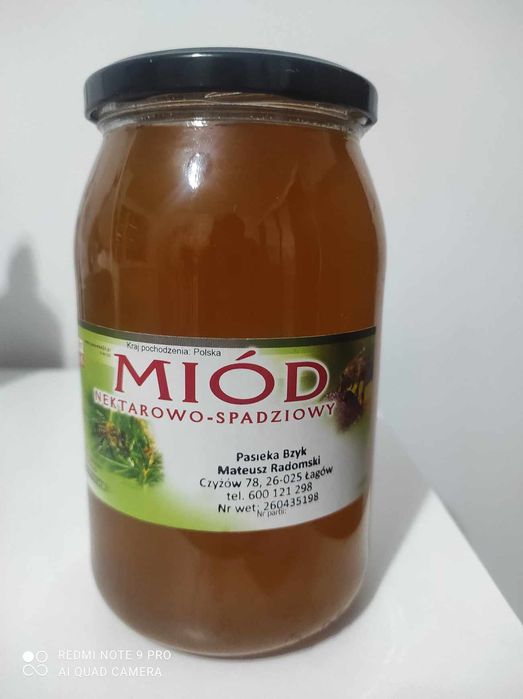 Kraj pochodzenia: Polska
MIÓD
NEKTAROWO-SPADZIOWY
Pasieka Bzyk
Mateusz Radomski
Czyżów 78, 26-025 Łagów
tel. 600 121 298
Nr wet: 260435198
Nr partii:
REDMI NOTE 9 PRO
AI QUAD CAMERA